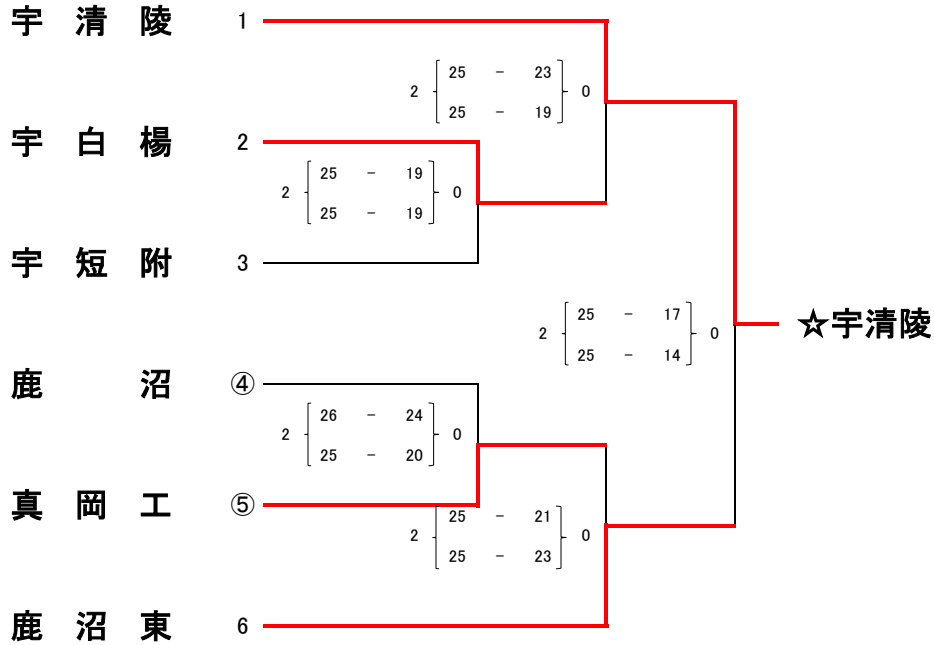 宇 清 陵 1
25 − 23
2 0
25 − 19
宇 白 楊 2
25 − 19
2 0
25 − 19
宇 短 附 3
25 − 17
☆宇清陵
2 0
25 − 14
鹿 沼 ④
26 − 24
2 0
25 − 20
真 岡 工 ⑤
25 − 21
2 0
25 − 23
鹿 沼 東 6